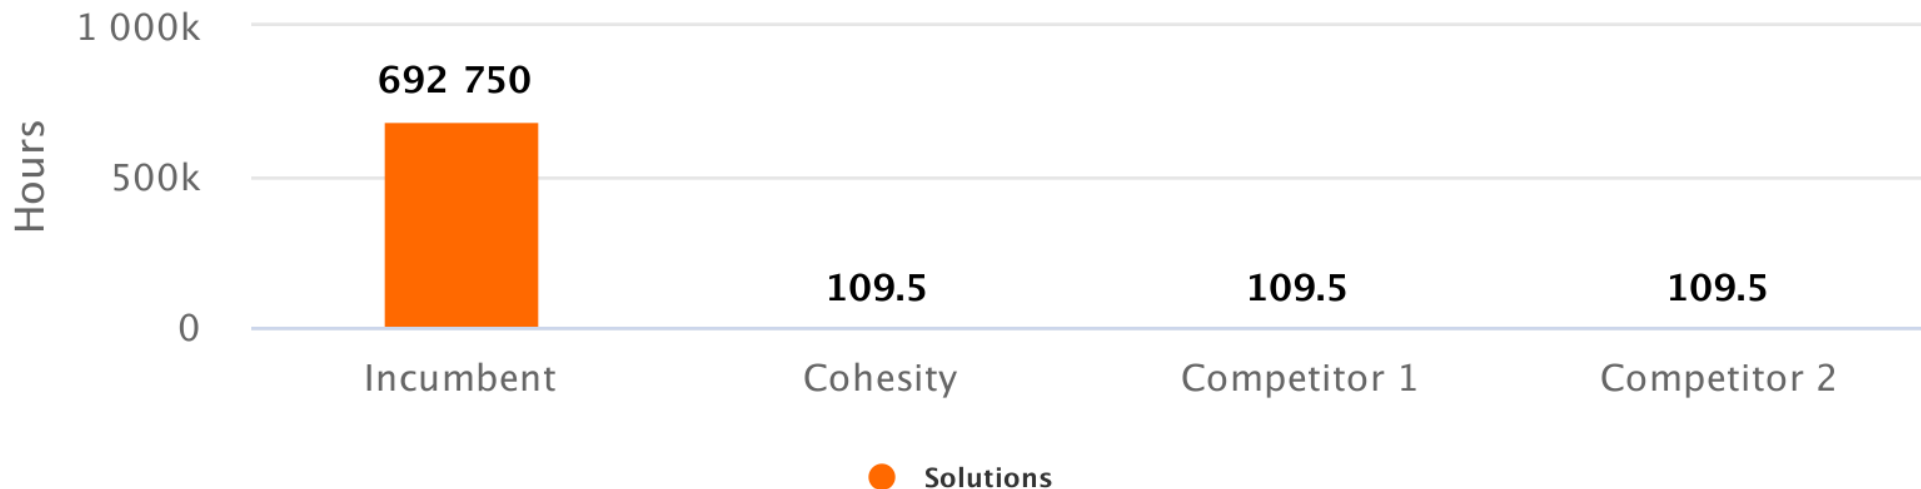 1 000k
692 750
Hours
500k
109.5 109.5 109.5
0
Incumbent Cohesity Competitor 1 Competitor 2
Solutions